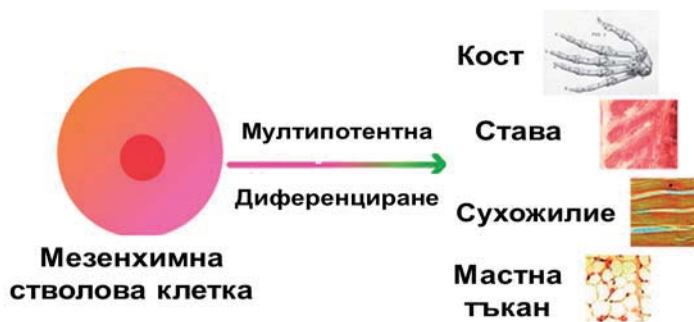 Мезенхимна
стволова клетка
Мултипотентна
Диференциране
Кост
Става
Сухожилие
Мастна
тъкан